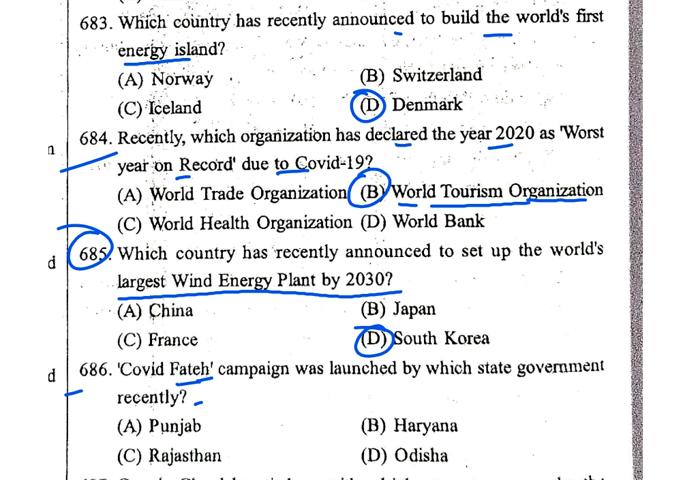 683. Which country has recently announced to build the world's first
energy island?
(A) Norway (B) Switzerland
(C) Iceland (D) Denmark
684. Recently, which organization has declared the year 2020 as 'Worst
n
year on Record' due to Covid-19?
(A) World Trade Organization (B) World Tourism Organization
(C) World Health Organization (D) World Bank
685. Which country has recently announced to set up the world's
d
largest Wind Energy Plant by 2030?
(A) China (B) Japan
(C) France (D) South Korea
686. 'Covid Fateh' campaign was launched by which state government
d
recently?
(A) Punjab (B) Haryana
(C) Rajasthan (D) Odisha